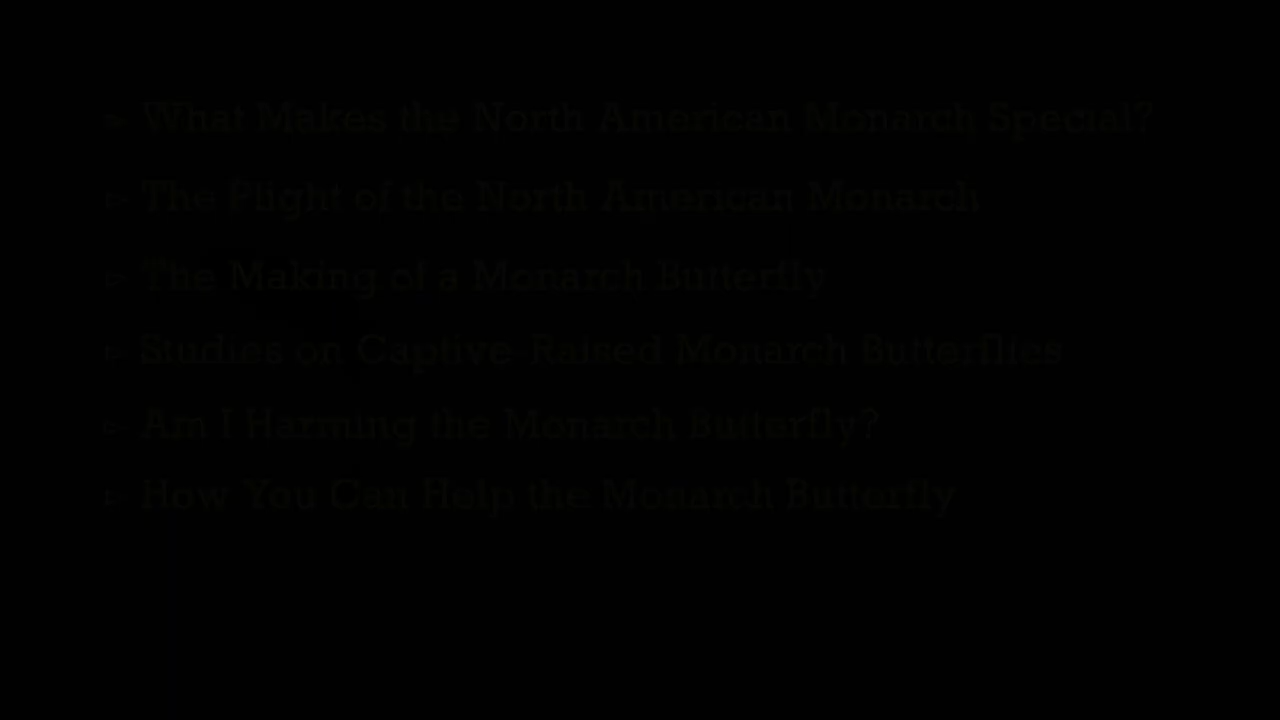 ▻ What Makes the North American Monarch Special?
▻ The Plight of the North American Monarch
▻ The Making of a Monarch Butterfly
▻ Studies on Captive-Raised Monarch Butterflies
▻ Am I Harming the Monarch Butterfly?
▻ How You Can Help the Monarch Butterfly